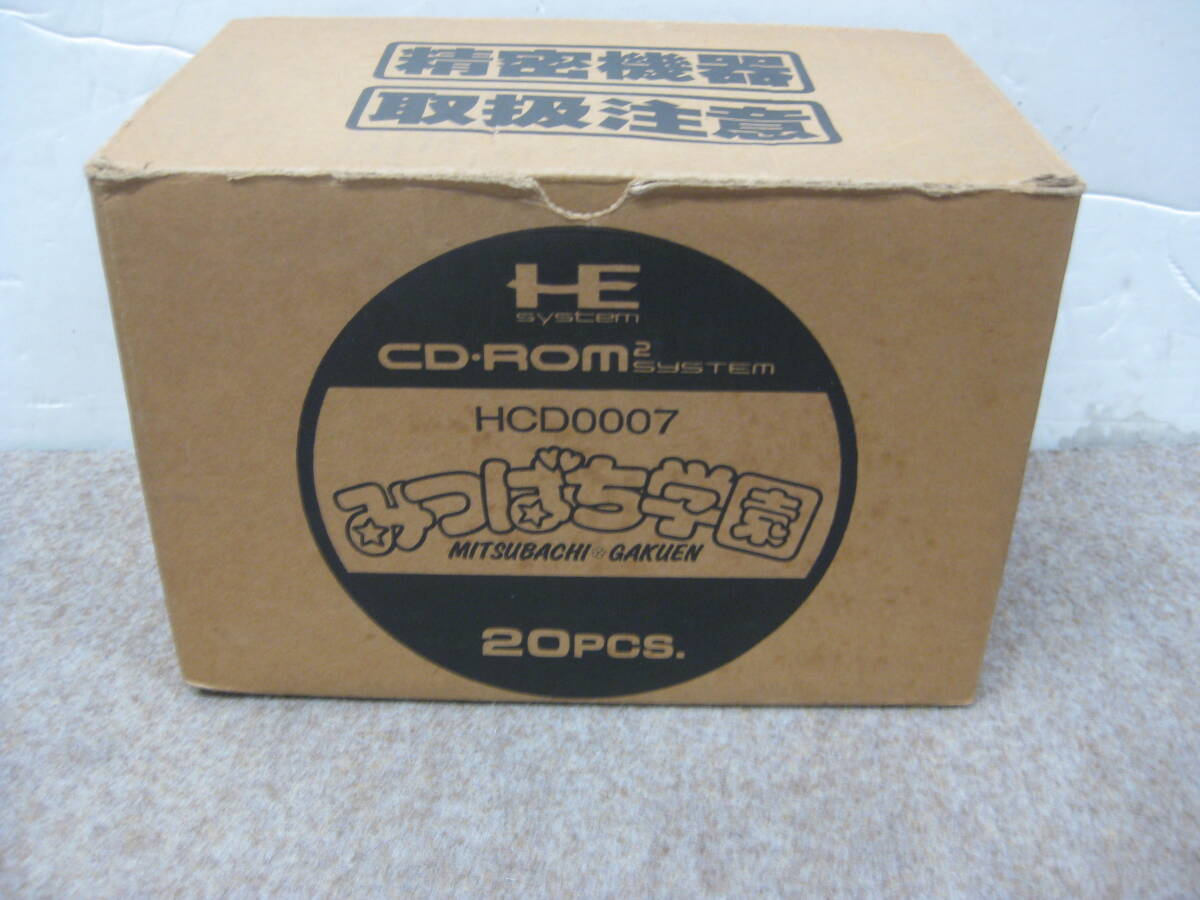 精密機器
取扱注意
HE
system
CD・ROM2 SYSTEM
HCD0007
みつばち学園
MITSUBACHI☆GAKUEN
20PCS.